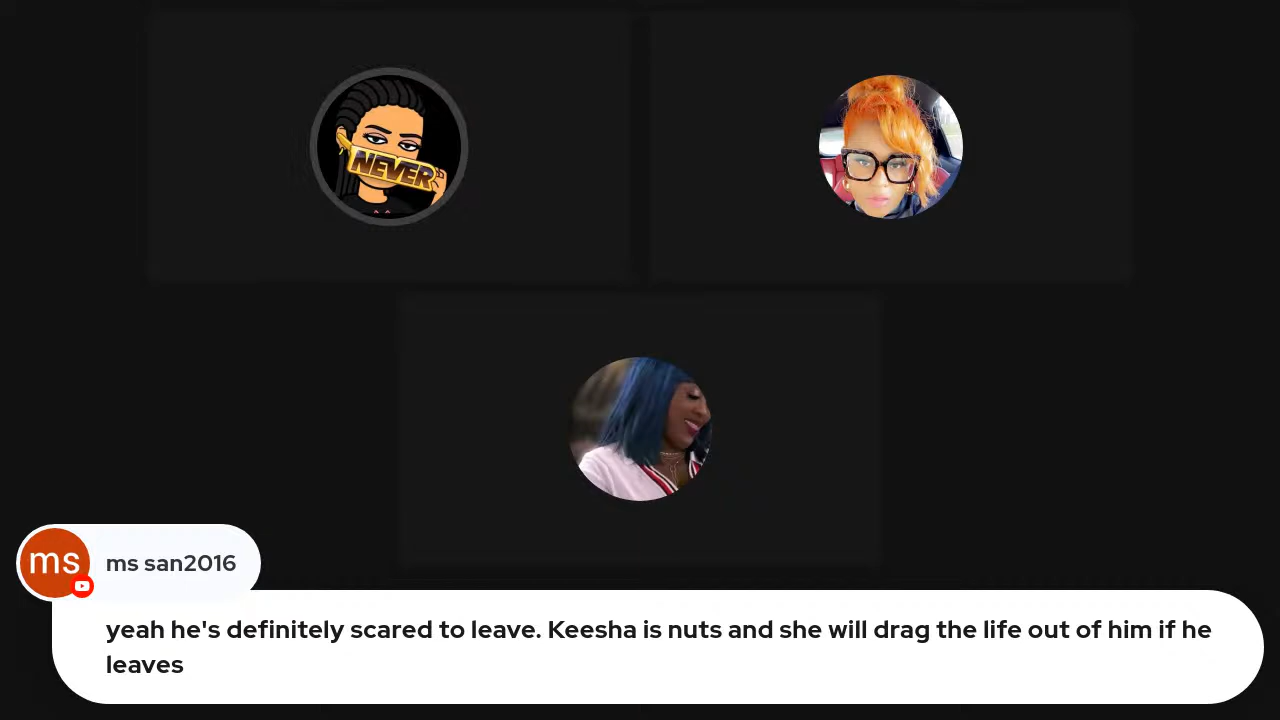 NEVER
ms
ms san2016
yeah he's definitely scared to leave. Keesha is nuts and she will drag the life out of him if he
leaves